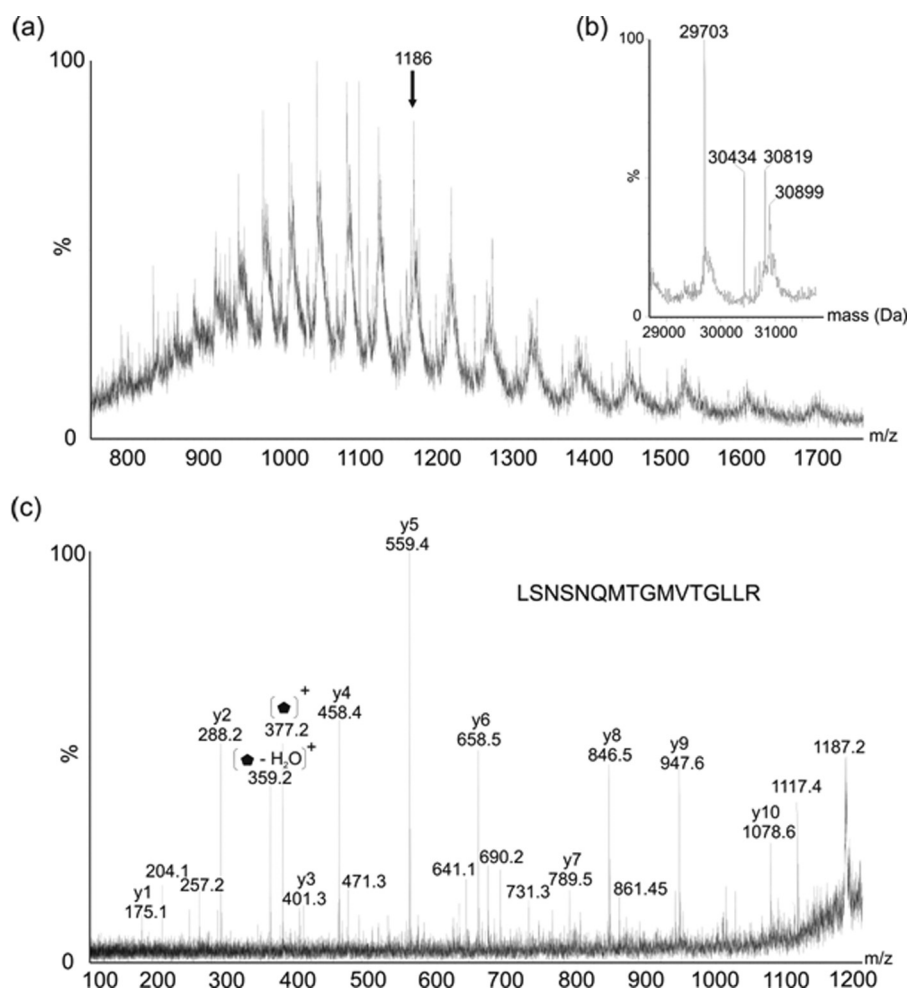 (a)
100
%
0
1186
800 900 1000 1100 1200 1300 1400 1500 1600 1700
m/z
(b)
100
%
0
29703
30434
30819
30899
29000 30000 31000
mass (Da)
(c)
100
%
0
LSNSNQMTGMVTGLLR
y1
175.1
204.1
257.2
y2
288.2
[ - H2O]+
359.2
[ ]+
377.2
y3
401.3
y4
458.4
471.3
y5
559.4
641.1
y6
658.5
690.2
731.3
y7
789.5
y8
846.5
861.45
y9
947.6
y10
1078.6
1117.4
1187.2
100 200 300 400 500 600 700 800 900 1000 1100 1200
m/z